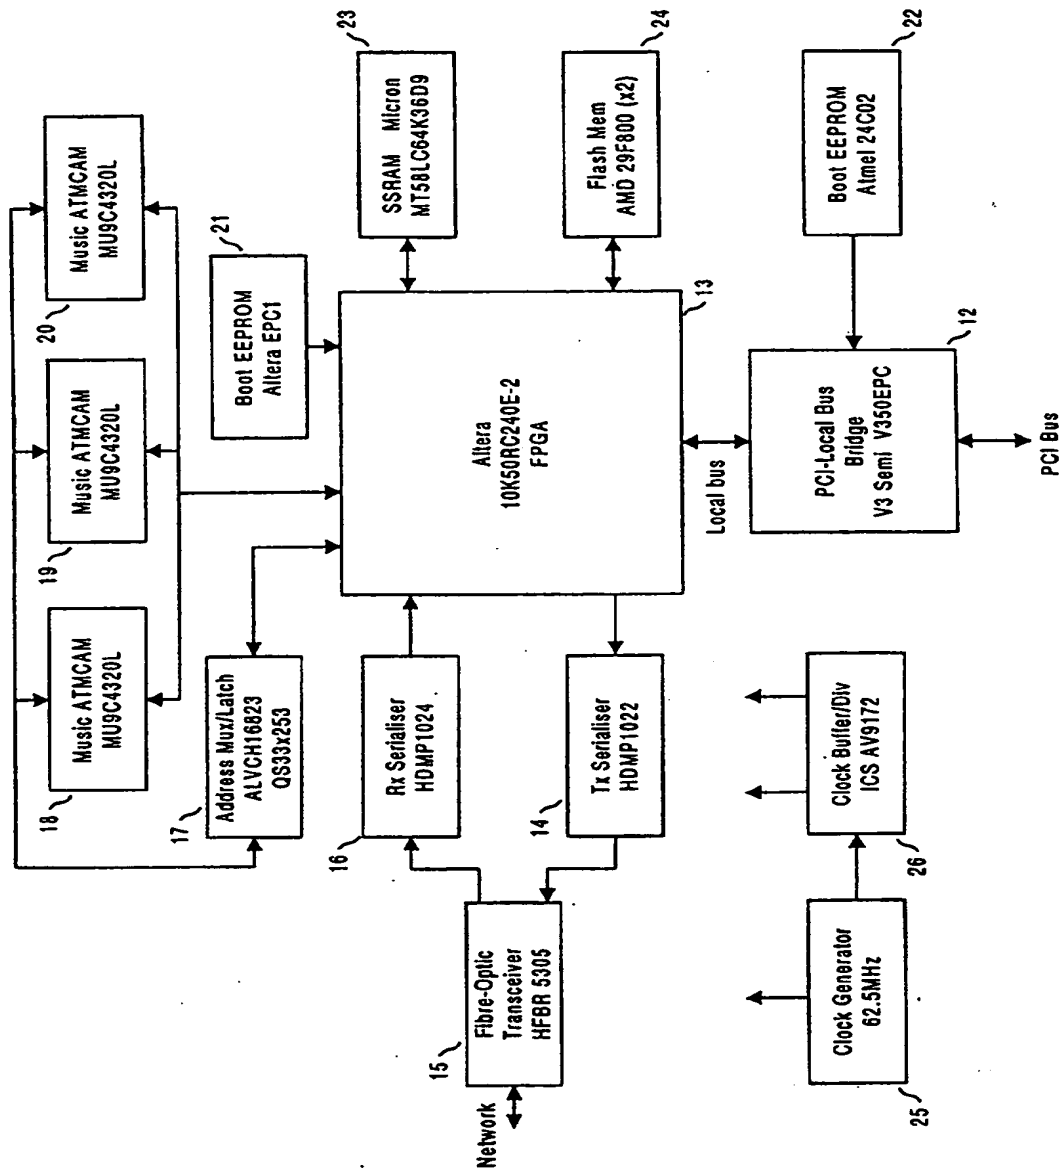 Music ATMCAM
MU9C4320L
18
Music ATMCAM
MU9C4320L
19
Music ATMCAM
MU9C4320L
20
Address Mux/Latch
ALVCH16823
QS33x253
17
Boot EEPROM
Altera EPC1
21
Rx Serialiser
HDMP1024
16
Altera
10K50RC240E-2
FPGA
13
SSRAM Micron
MT58LC64K36D9
23
Network
Fibre-Optic
Transceiver
HFBR 5305
15
Tx Serialiser
HDMP1022
14
Flash Mem
AMD 29F800 (x2)
24
Local bus
Clock Generator
62.5MHz
25
Clock Buffer/Div
ICS AV9172
26
PCI-Local Bus
Bridge
V3 Semi V350EPC
12
Boot EEPROM
Atmel 24C02
22
PCI Bus